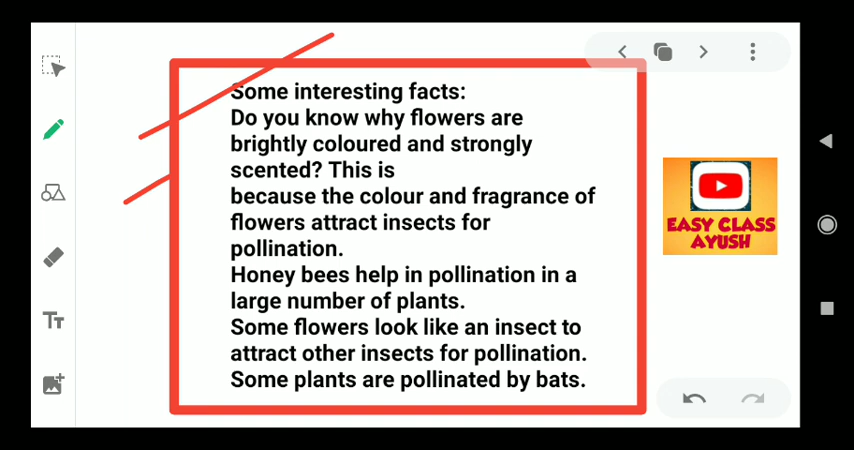 Some interesting facts:
Do you know why flowers are
brightly coloured and strongly
scented? This is
because the colour and fragrance of
flowers attract insects for
pollination.
Honey bees help in pollination in a
large number of plants.
Some flowers look like an insect to
attract other insects for pollination.
Some plants are pollinated by bats.
EASY CLASS
AYUSH
TT